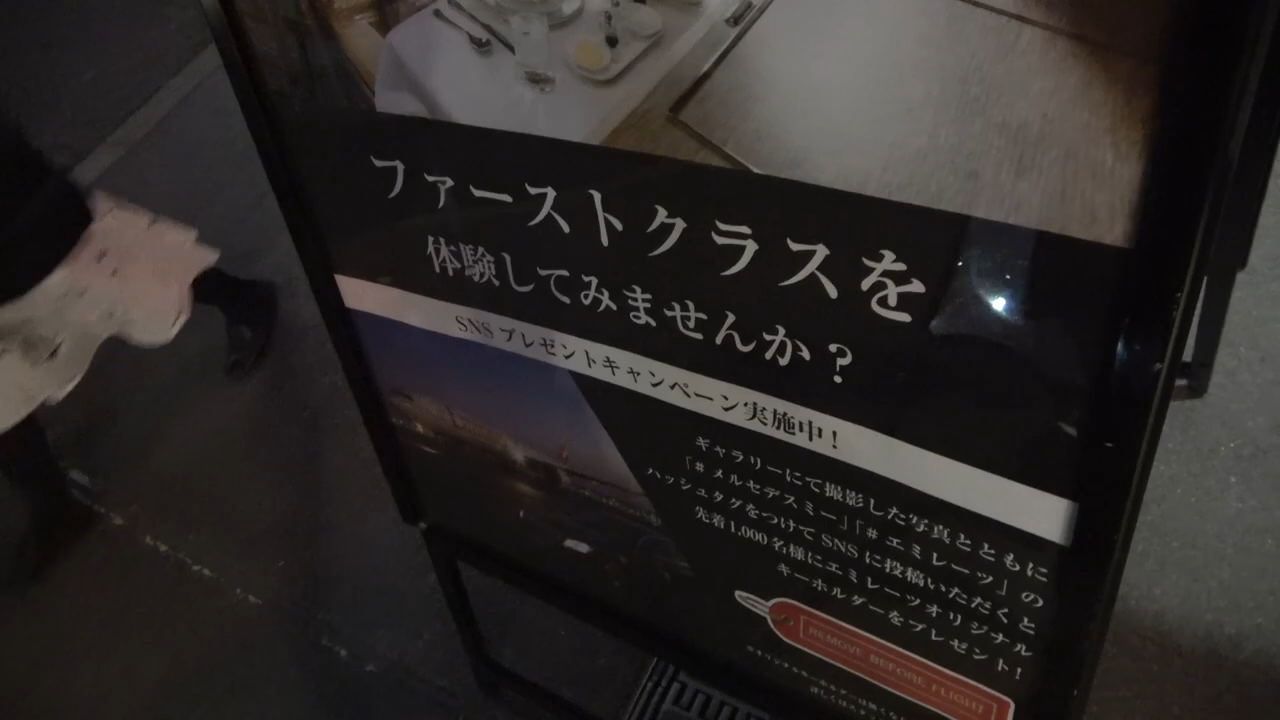 ファーストクラスを
体験してみませんか?
SNS プレゼントキャンペーン実施中!
ギャラリーにて撮影した写真とともに
「#メルセデスミー」「#エミレーツ」の
ハッシュタグをつけて SNS に投稿いただくと
先着1,000名様にエミレーツオリジナル
キーホルダーをプレゼント!
REMOVE BEFORE FLIGHT